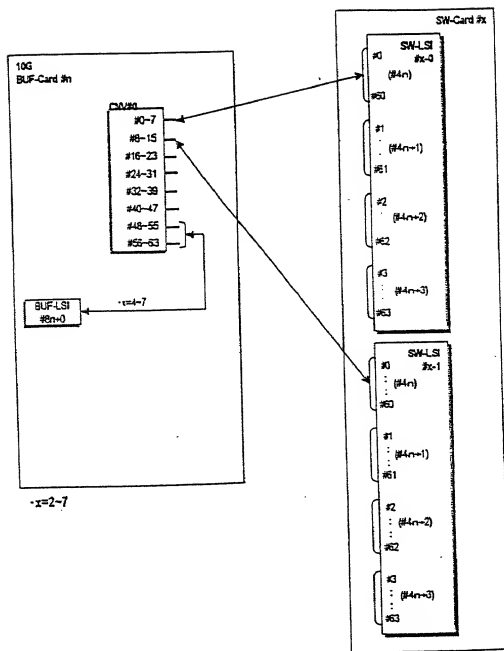 10G
BUF-Card #n
CNV#0
#0~7
#8~15
#16~23
#24~31
#32~39
#40~47
#48~55
#56~63
BUF-LSI
#8n+0
·x=4~7
·x=2~7
SW-Card #x
SW-LSI
#x-0
#0
(#4n)
#60
#1
(#4n+1)
#61
#2
(#4n+2)
#62
#3
(#4n+3)
#63
SW-LSI
#x-1
#0
(#4n)
#60
#1
(#4n+1)
#61
#2
(#4n+2)
#62
#3
(#4n+3)
#63